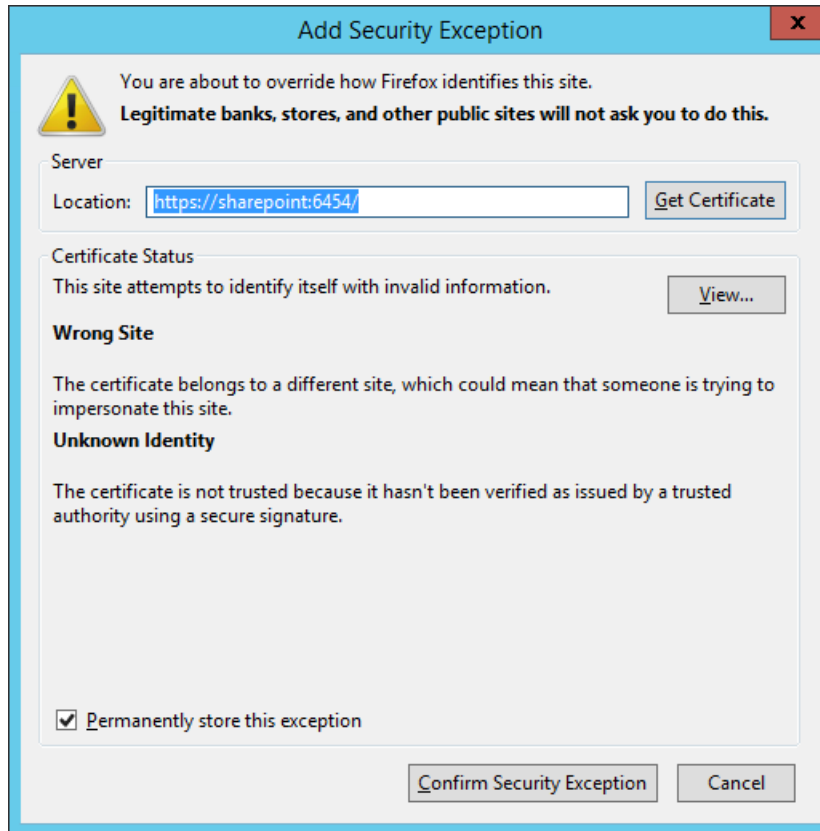 Add Security Exception
x
You are about to override how Firefox identifies this site.
Legitimate banks, stores, and other public sites will not ask you to do this.
Server
Location: https://sharepoint:6454/ Get Certificate
Certificate Status
This site attempts to identify itself with invalid information.
View...
Wrong Site
The certificate belongs to a different site, which could mean that someone is trying to
impersonate this site.
Unknown Identity
The certificate is not trusted because it hasn't been verified as issued by a trusted
authority using a secure signature.
Permanently store this exception
Confirm Security Exception Cancel